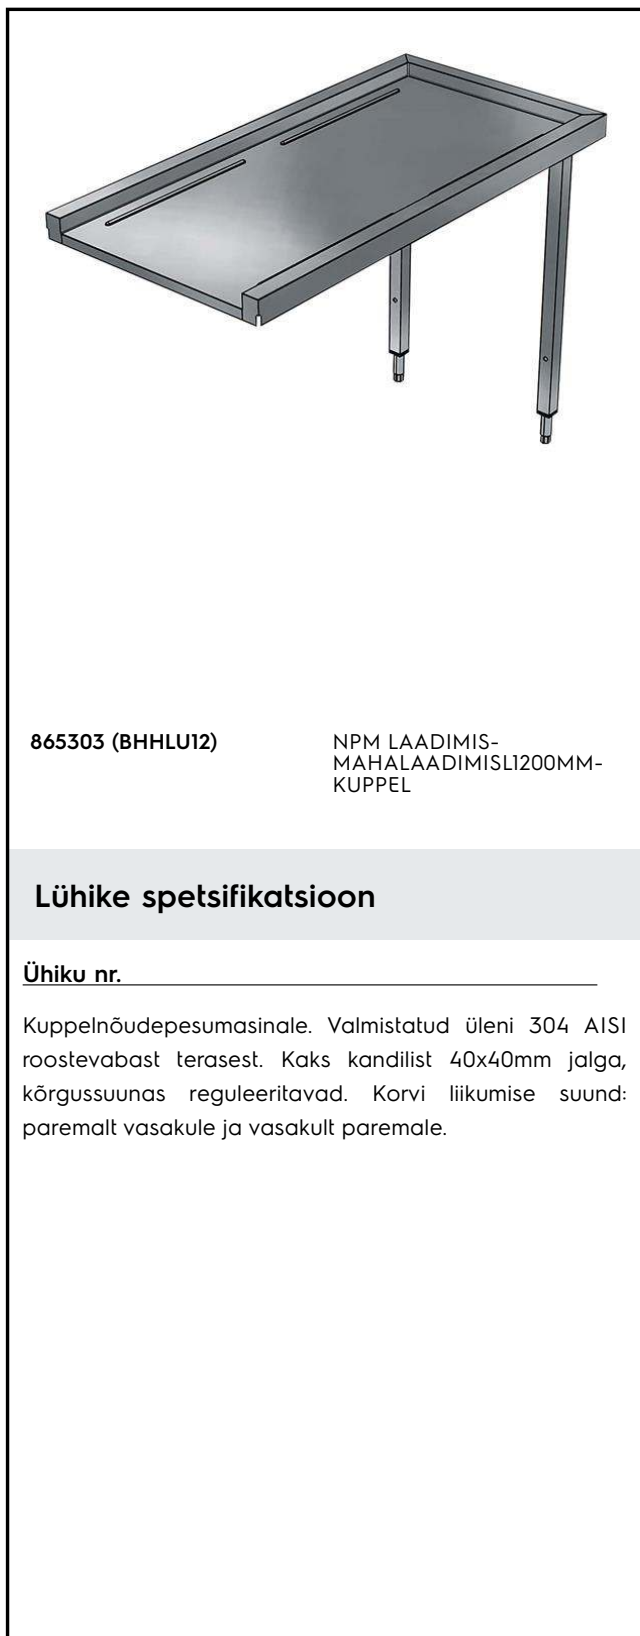 865303 (BHHLU12)
NPM LAADIMIS-
MAHALAADIMISL1200MM-
KUPPEL
Lühike spetsifikatsioon
Ühiku nr.
Kuppelnõudepesumasinale. Valmistatud üleni 304 AISI
roostevabast terasest. Kaks kandilist 40x40mm jalga,
kõrgussuunas reguleeritavad. Korvi liikumise suund:
paremalt vasakule ja vasakult paremale.